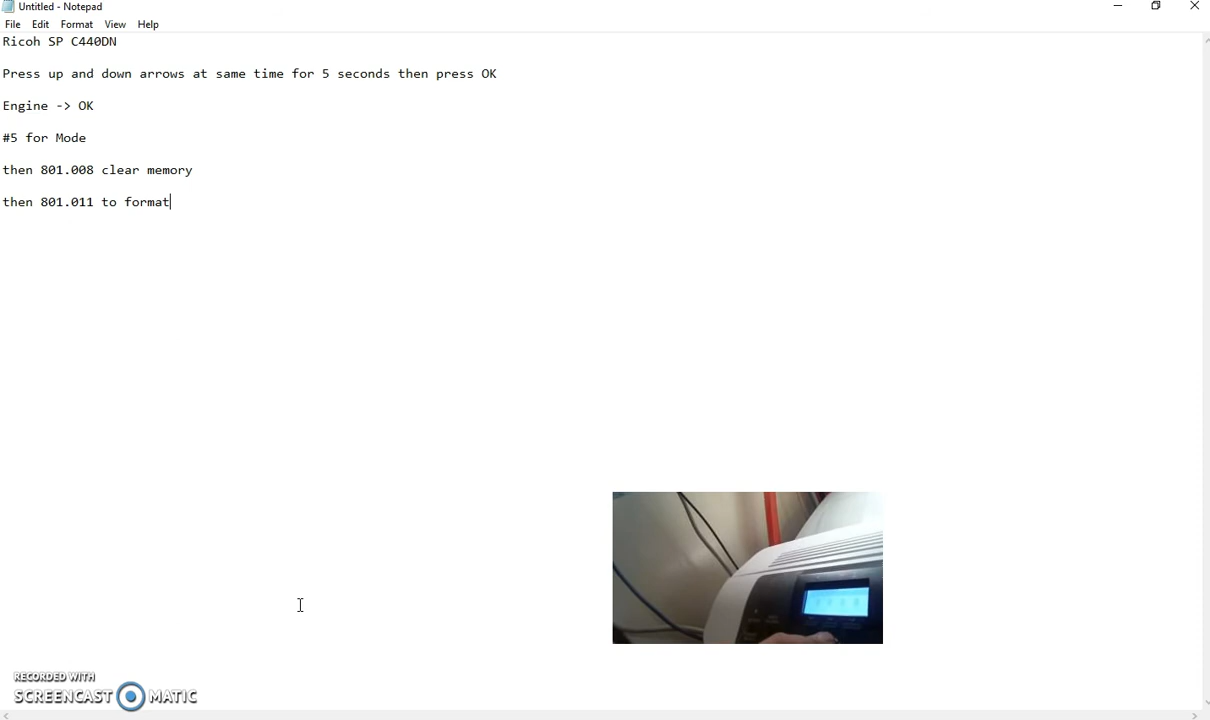 Untitled - Notepad
File Edit Format View Help
Ricoh SP C440DN
Press up and down arrows at same time for 5 seconds then press OK
Engine -> OK
#5 for Mode
then 801.008 clear memory
then 801.011 to format
RECORDED WITH
SCREENCAST MATIC